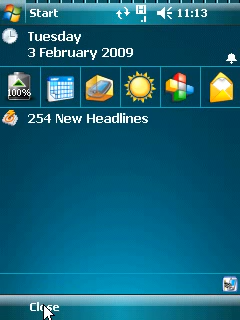 Start H 11:13
Tuesday
3 February 2009
100%
254 New Headlines
Close